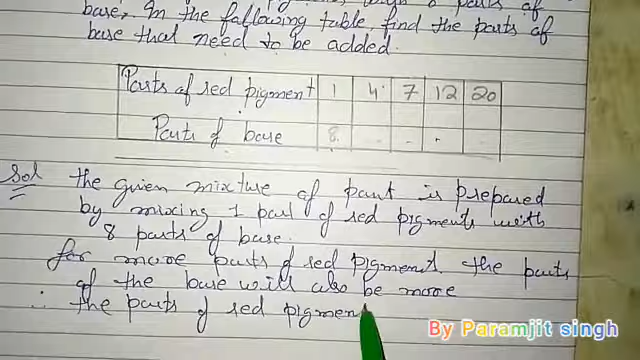 parts of
base. In the following table, find the parts of
base that need to be added.
Parts of red pigment 1 4 7 12 20
Parts of base 8 . . . .
Sol the given mixture of paint is prepared
by mixing 1 part of red pigments with
8 parts of base.
for more parts of red pigment the parts
of the base will also be more
∴ the parts of red pigmen
By Paramjit singh